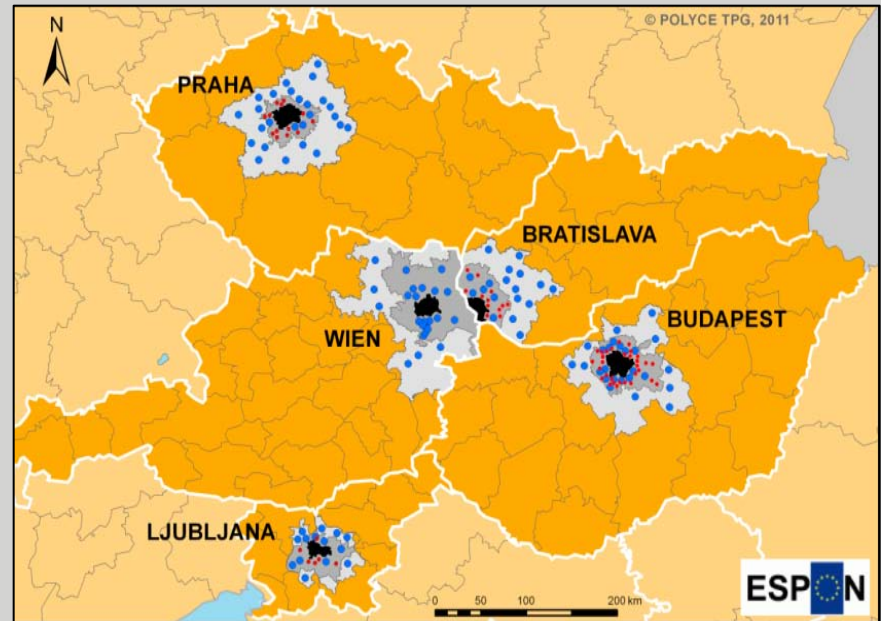 © POLYCE TPG, 2011
N
PRAHA
BRATISLAVA
BUDAPEST
WIEN
LJUBLJANA
0 50 100 200 km
ESPON